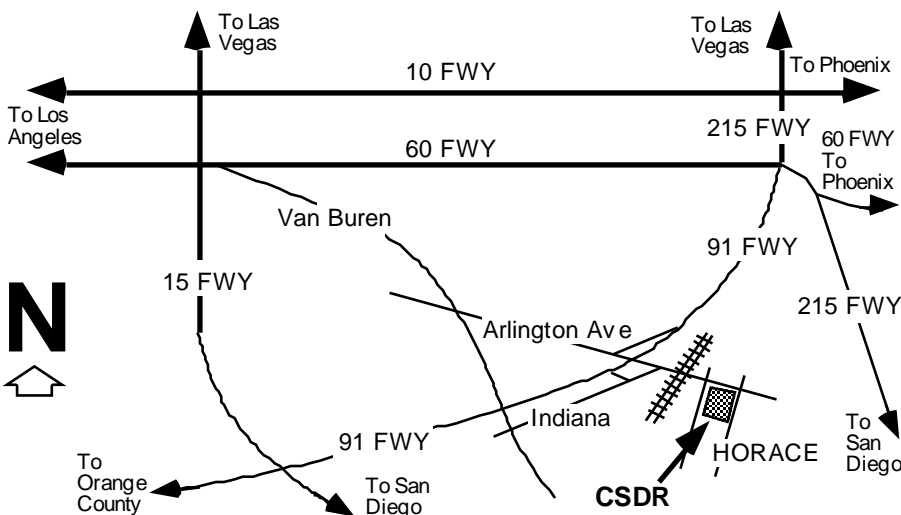 To Las
Vegas
To Las
Vegas
10 FWY
To Phoenix
To Los
Angeles
215 FWY
60 FWY
60 FWY
To
Phoenix
Van Buren
91 FWY
15 FWY
215 FWY
N
Arlington Ave
Indiana
91 FWY
HORACE
To
San
Diego
To
Orange
County
To San
Diego
CSDR